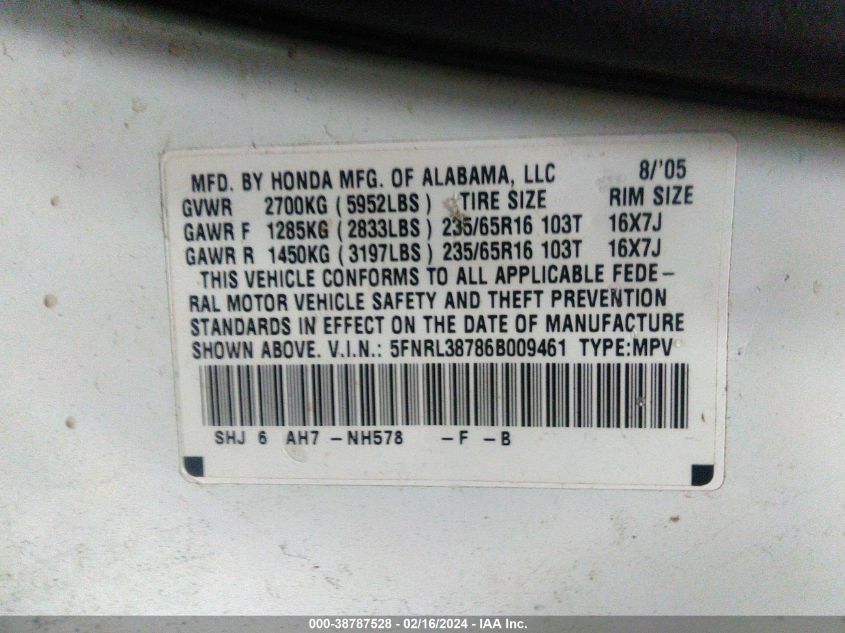 MFD. BY HONDA MFG. OF ALABAMA, LLC 8/'05
GVWR 2700KG (5952LBS) TIRE SIZE RIM SIZE
GAWR F 1285KG (2833LBS) 235/65R16 103T 16X7J
GAWR R 1450KG (3197LBS) 235/65R16 103T 16X7J
THIS VEHICLE CONFORMS TO ALL APPLICABLE FEDE-
RAL MOTOR VEHICLE SAFETY AND THEFT PREVENTION
STANDARDS IN EFFECT ON THE DATE OF MANUFACTURE
SHOWN ABOVE. V.I.N.: 5FNRL38786B009461 TYPE:MPV
SHJ 6 AH7 -NH578 -F -B
000-38787528 - 02/16/2024 - IAA Inc.